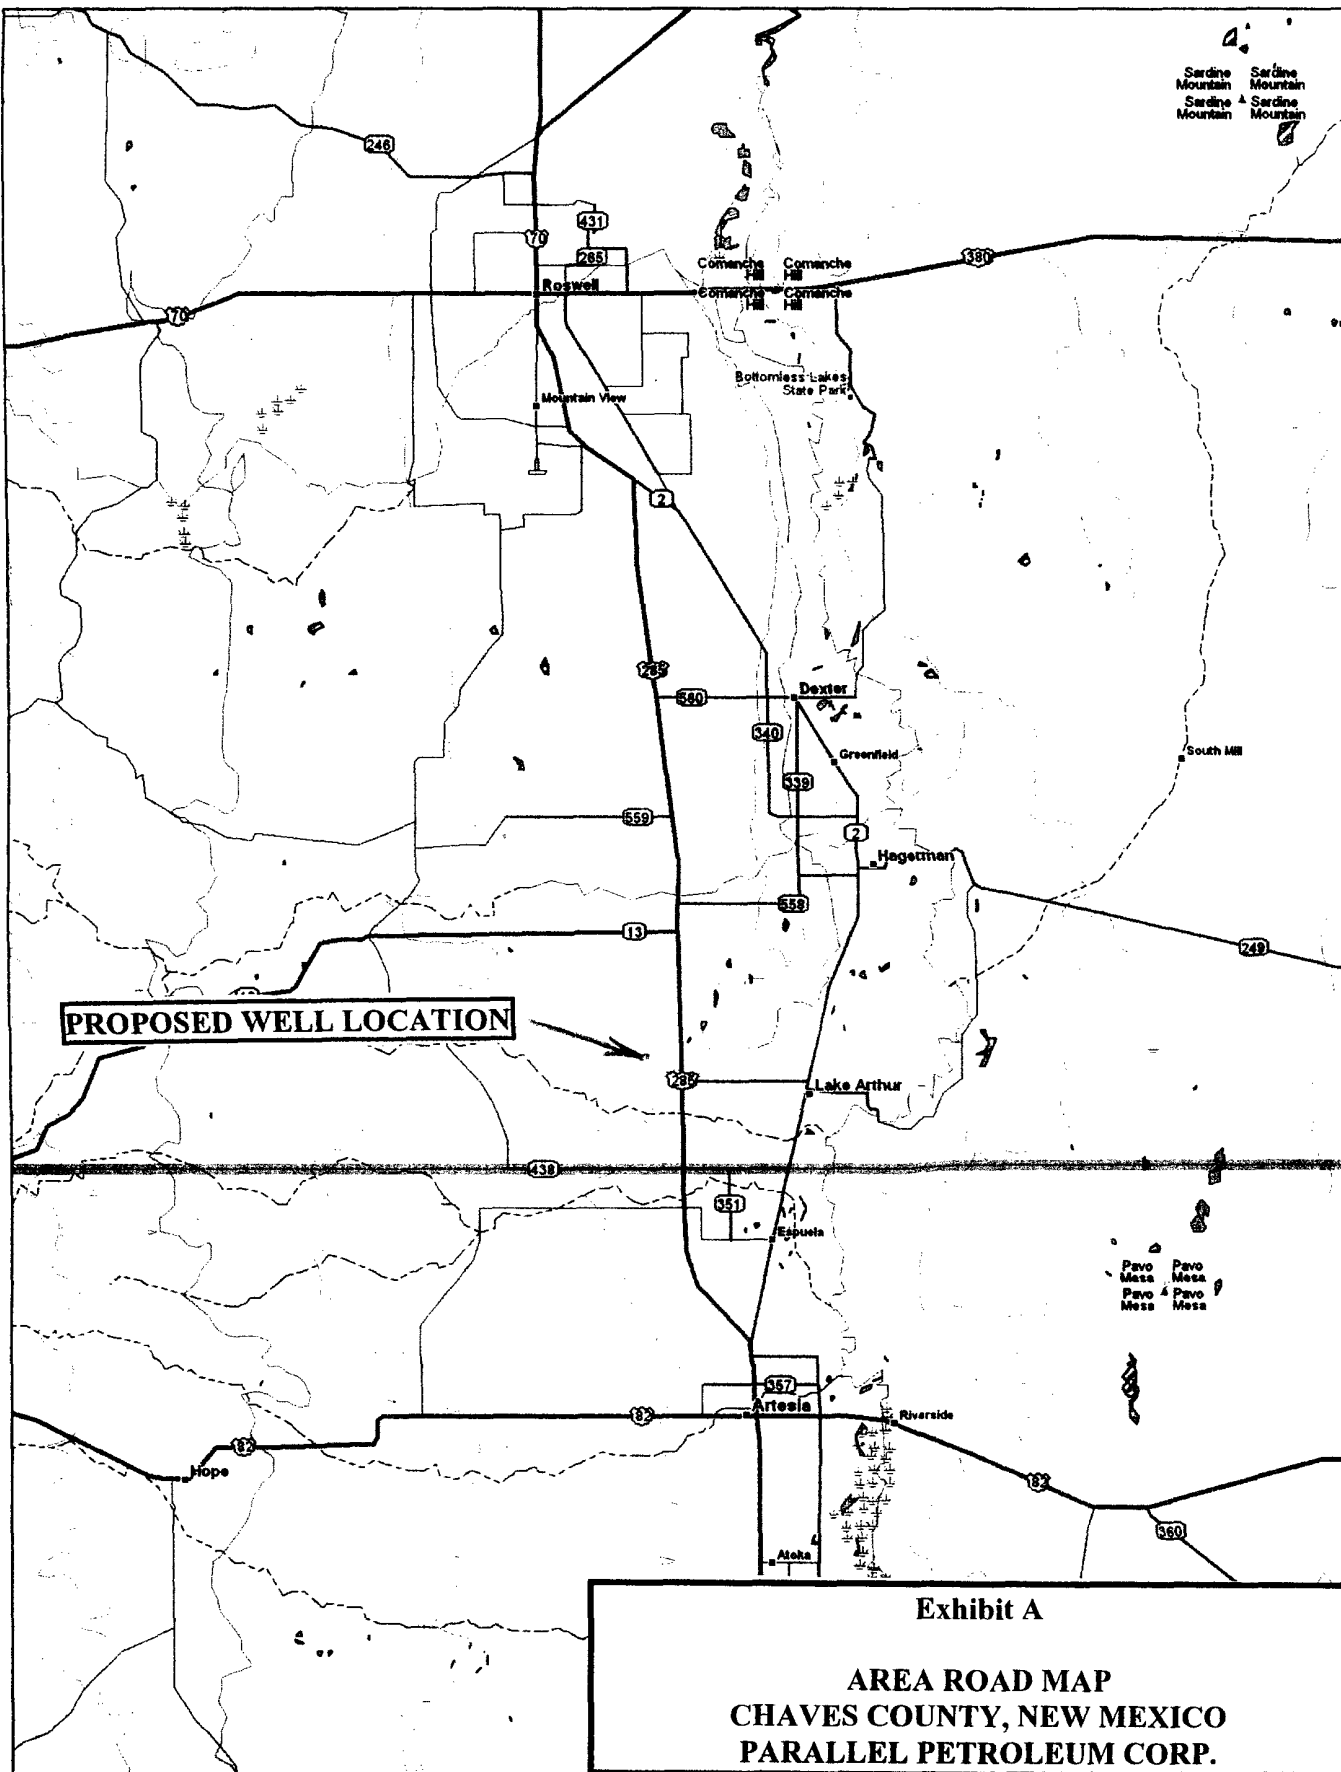 Sardine Sardine
Mountain Mountain
Sardine Sardine
Mountain Mountain
246
431
70
285
380
Comanche Comanche
Hill Hill
Roswell
Comanche Comanche
Hill Hill
70
Bottomless Lakes
State Park
Mountain View
2
285
560
Dexter
340
Greenfield
South Mill
339
559
2
Hagerman
558
13
249
PROPOSED WELL LOCATION
285
Lake Arthur
438
351
Espuela
Pavo Pavo
Mesa Mesa
Pavo Pavo
Mesa Mesa
357
Artesia
82
Riverside
82
Hope
82
360
Atoka
Exhibit A
AREA ROAD MAP
CHAVES COUNTY, NEW MEXICO
PARALLEL PETROLEUM CORP.